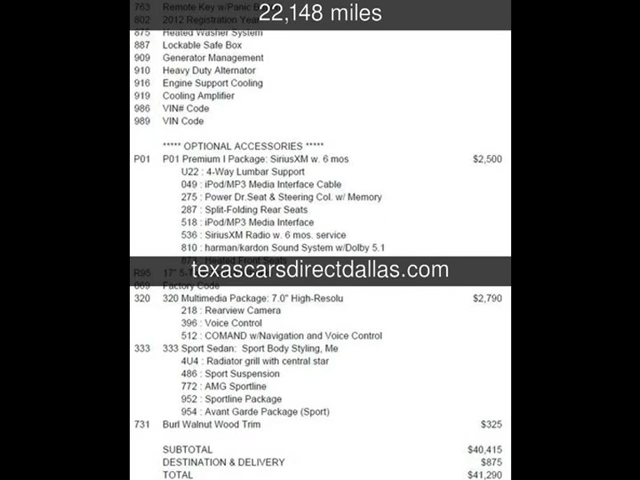 763 Remote Key w/Panic B
22,148 miles
802 2012 Registration Year
875 Heated Washer System
887 Lockable Safe Box
909 Generator Management
910 Heavy Duty Alternator
916 Engine Support Cooling
919 Cooling Amplifier
986 VIN# Code
989 VIN Code
***** OPTIONAL ACCESSORIES *****
P01 P01 Premium I Package: SiriusXM w. 6 mos $2,500
U22 : 4-Way Lumbar Support
049 : iPod/MP3 Media Interface Cable
275 : Power Dr.Seat & Steering Col. w/ Memory
287 : Split-Folding Rear Seats
518 : iPod/MP3 Media Interface
536 : SiriusXM Radio w. 6 mos. service
810 : harman/kardon Sound System w/Dolby 5.1
873 : Heated Front Seats
R95 17" 5-
texascarsdirectdallas.com
069 Factory Code
320 320 Multimedia Package: 7.0" High-Resolu $2,790
218 : Rearview Camera
396 : Voice Control
512 : COMAND w/Navigation and Voice Control
333 333 Sport Sedan: Sport Body Styling, Me
4U4 : Radiator grill with central star
486 : Sport Suspension
772 : AMG Sportline
952 : Sportline Package
954 : Avant Garde Package (Sport)
731 Burl Walnut Wood Trim $325
SUBTOTAL $40,415
DESTINATION & DELIVERY $875
TOTAL $41,290